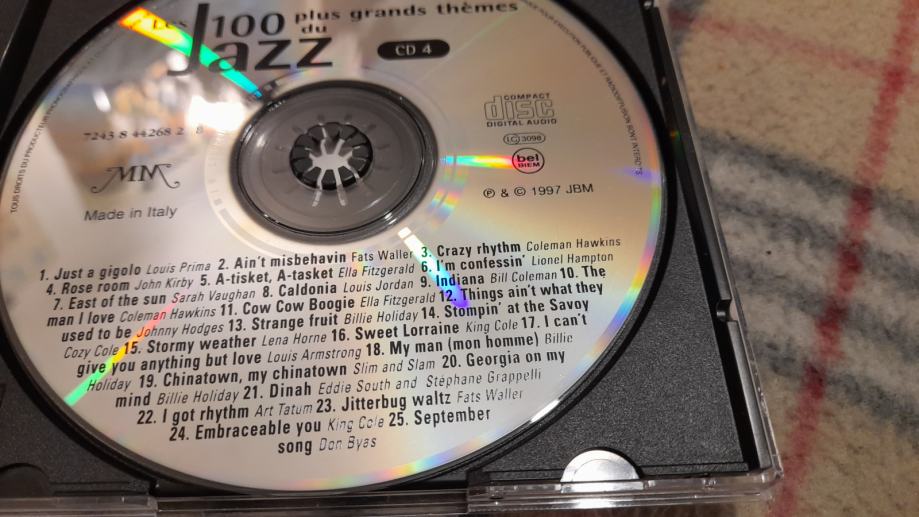 Les 100 plus grands thèmes
du
Jazz
CD 4
COMPACT
disc
DIGITAL AUDIO
7243 8 44268 2 8
LC 3098
bel
BIEM
MM
℗ & © 1997 JBM
Made in Italy
1. Just a gigolo Louis Prima 2. Ain't misbehavin Fats Waller 3. Crazy rhythm Coleman Hawkins
4. Rose room John Kirby 5. A-tisket, A-tasket Ella Fitzgerald 6. I'm confessin' Lionel Hampton
7. East of the sun Sarah Vaughan 8. Caldonia Louis Jordan 9. Indiana Bill Coleman 10. The
man I love Coleman Hawkins 11. Cow Cow Boogie Ella Fitzgerald 12. Things ain't what they
used to be Johnny Hodges 13. Strange fruit Billie Holiday 14. Stompin' at the Savoy
Cozy Cole 15. Stormy weather Lena Horne 16. Sweet Lorraine King Cole 17. I can't
give you anything but love Louis Armstrong 18. My man (mon homme) Billie
Holiday 19. Chinatown, my chinatown Slim and Slam 20. Georgia on my
mind Billie Holiday 21. Dinah Eddie South and Stéphane Grappelli
22. I got rhythm Art Tatum 23. Jitterbug waltz Fats Waller
24. Embraceable you King Cole 25. September
song Don Byas
TOUS DROITS DU PRODUCTEUR